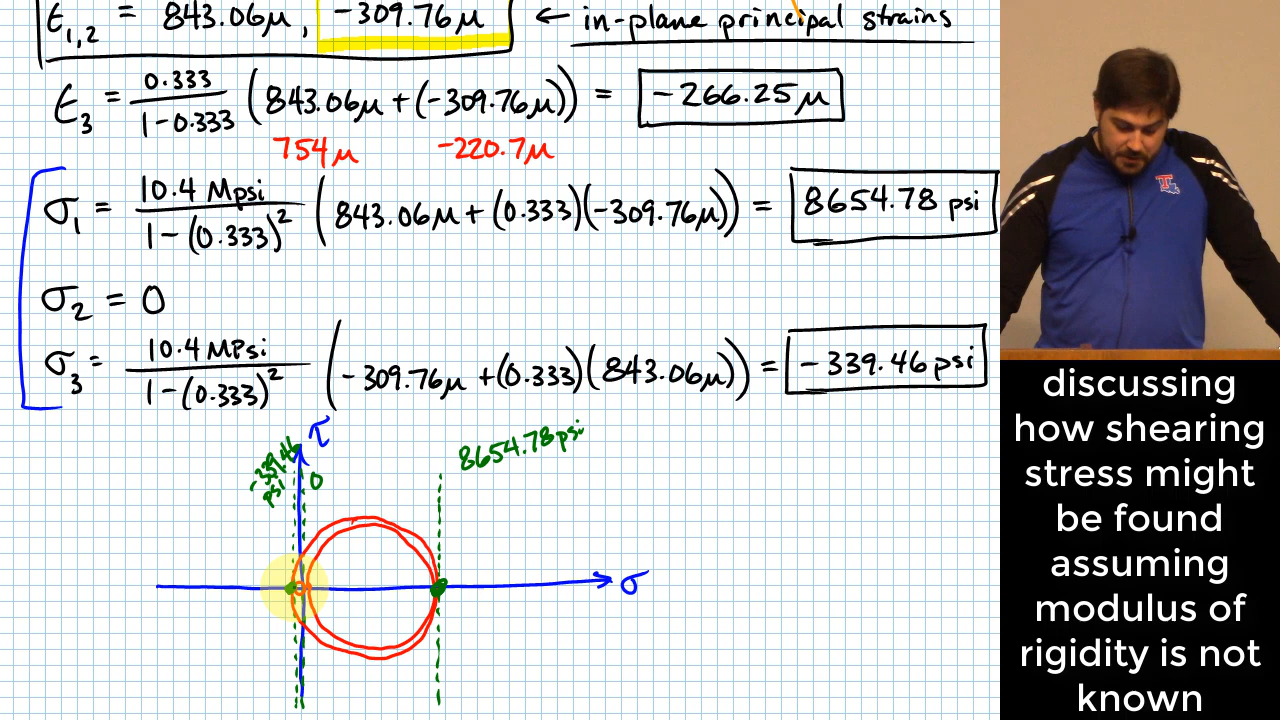 ε₁,₂ = 843.06μ, -309.76μ ← in-plane principal strains
ε₃ = 0.333/(1-0.333) (843.06μ + (-309.76μ)) = -266.25μ
754μ -220.7μ
σ₁ = 10.4 Mpsi/(1-(0.333)²) (843.06μ + (0.333)(-309.76μ)) = 8654.78 psi
σ₂ = 0
σ₃ = 10.4 MPsi/(1-(0.333)²) (-309.76μ + (0.333)(843.06μ)) = -339.46 psi
τ
-339.46 psi
0
8654.78 psi
σ
T
discussing
how shearing
stress might
be found
assuming
modulus of
rigidity is not
known